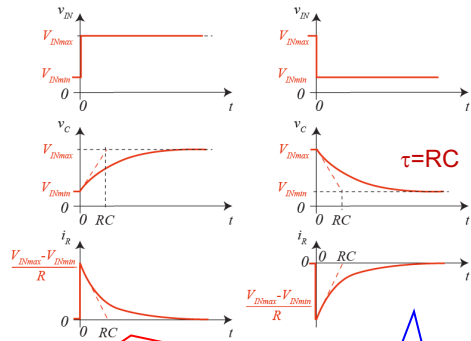 v_IN
V_INmax
V_INmin
0
0
t
v_IN
V_INmax
V_INmin
0
0
t
v_C
V_INmax
V_INmin
0
0 RC
t
v_C
V_INmax
V_INmin
0
0 RC
t
τ=RC
i_R
V_INmax-V_INmin
R
0
0
RC
t
i_R
0
0 RC
t
V_INmax-V_INmin
R